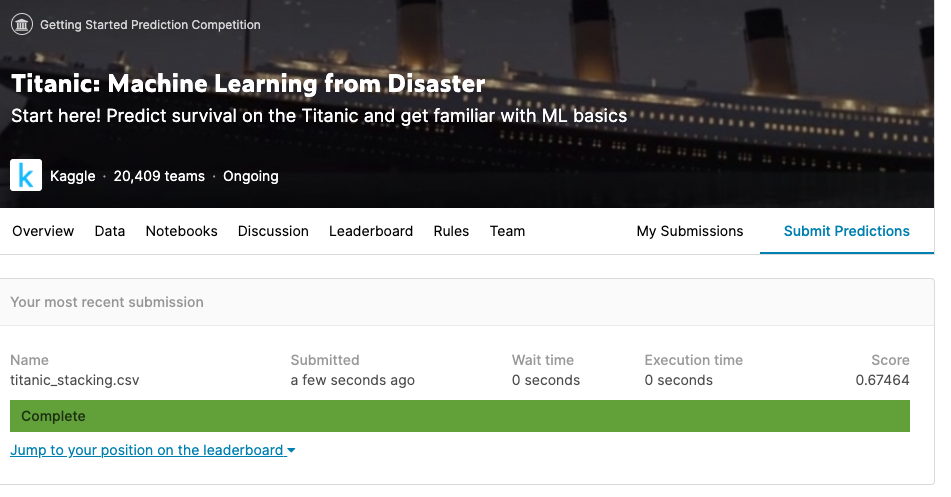 Getting Started Prediction Competition
Titanic: Machine Learning from Disaster
Start here! Predict survival on the Titanic and get familiar with ML basics
k Kaggle · 20,409 teams · Ongoing
Overview Data Notebooks Discussion Leaderboard Rules Team My Submissions Submit Predictions
Your most recent submission
Name Submitted Wait time Execution time Score
titanic_stacking.csv a few seconds ago 0 seconds 0 seconds 0.67464
Complete
Jump to your position on the leaderboard